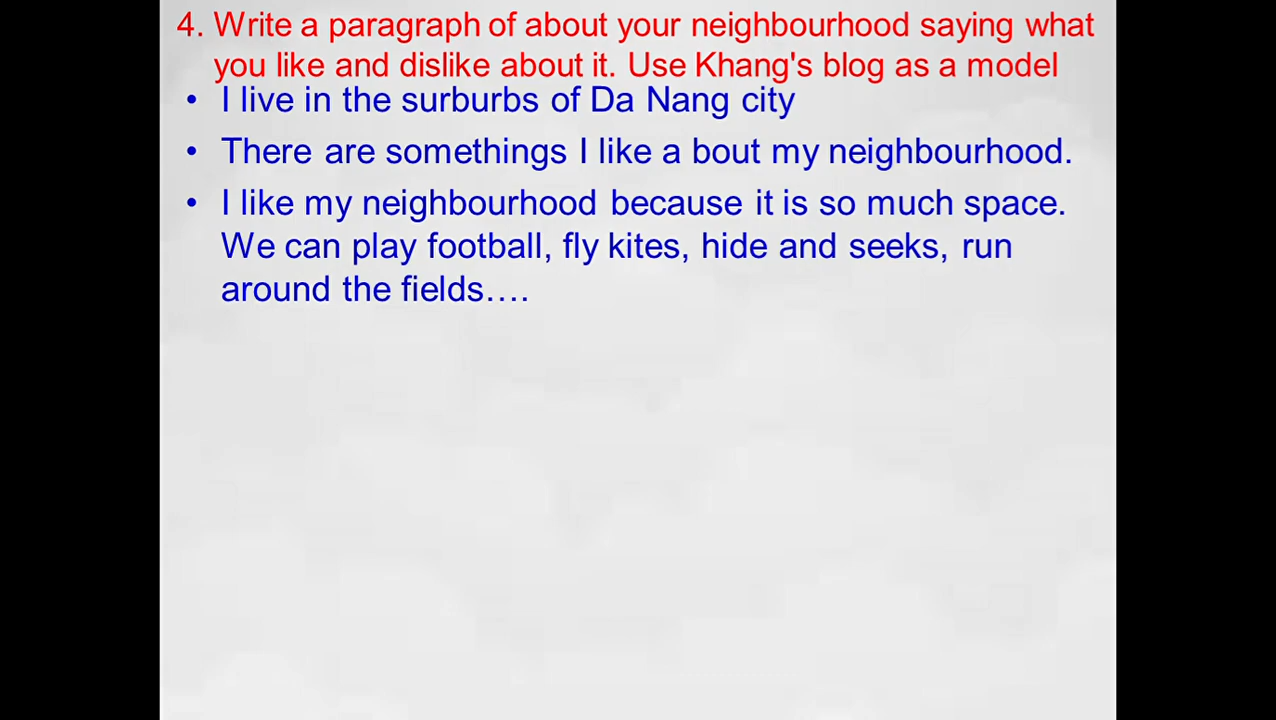 4. Write a paragraph of about your neighbourhood saying what
you like and dislike about it. Use Khang's blog as a model
• I live in the surburbs of Da Nang city
• There are somethings I like a bout my neighbourhood.
• I like my neighbourhood because it is so much space.
We can play football, fly kites, hide and seeks, run
around the fields….